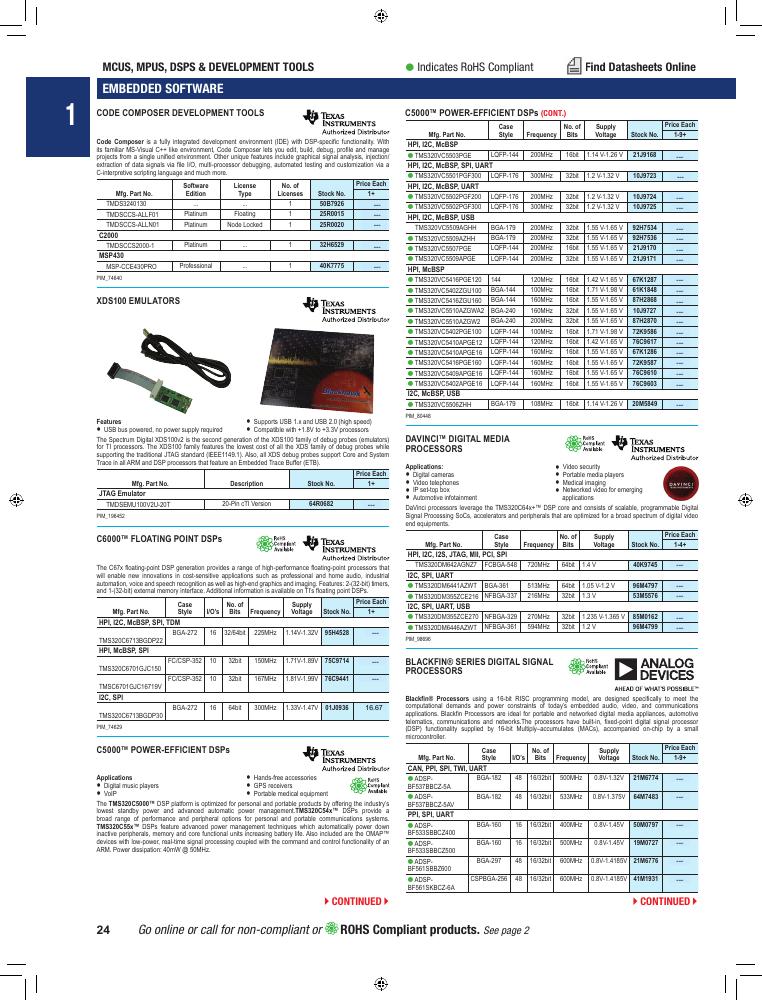 MCUS, MPUS, DSPS & DEVELOPMENT TOOLS
Indicates RoHS Compliant
Find Datasheets Online
EMBEDDED SOFTWARE
1
CODE COMPOSER DEVELOPMENT TOOLS
TEXAS
INSTRUMENTS
Authorized Distributor
Code Composer is a fully integrated development environment (IDE) with DSP-specific functionality. With
its familiar MS-Visual C++ like environment, Code Composer lets you edit, build, debug, profile and manage
projects from a single unified environment. Other unique features include graphical signal analysis, injection/
extraction of data signals via file I/O, multi-processor debugging, automated testing and customization via a
C-interpretive scripting language and much more.
Mfg. Part No. Software Edition License Type No. of Licenses Stock No. Price Each 1+
TMDS3240130 ... ... 1 50B7926 ---
TMDSCCS-ALLF01 Platinum Floating 1 25R0015 ---
TMDSCCS-ALLN01 Platinum Node Locked 1 25R0020 ---
C2000
TMDSCCS2000-1 Platinum ... 1 32H6529 ---
MSP430
MSP-CCE430PRO Professional ... 1 40K7775 ---
PIM_74640
XDS100 EMULATORS
TEXAS
INSTRUMENTS
Authorized Distributor
Features
• USB bus powered, no power supply required
• Supports USB 1.x and USB 2.0 (high speed)
• Compatible with +1.8V to +3.3V processors
The Spectrum Digital XDS100v2 is the second generation of the XDS100 family of debug probes (emulators)
for TI processors. The XDS100 family features the lowest cost of all the XDS family of debug probes while
supporting the traditional JTAG standard (IEEE1149.1). Also, all XDS debug probes support Core and System
Trace in all ARM and DSP processors that feature an Embedded Trace Buffer (ETB).
Mfg. Part No. Description Stock No. Price Each 1+
JTAG Emulator
TMDSEMU100V2U-20T 20-Pin cTI Version 64R0682 ---
PIM_196452
C6000™ FLOATING POINT DSPs
RoHS
Compliant
Available
TEXAS
INSTRUMENTS
Authorized Distributor
The C67x floating-point DSP generation provides a range of high-performance floating-point processors that
will enable new innovations in cost-sensitive applications such as professional and home audio, industrial
automation, voice and speech recognition as well as high-end graphics and imaging. Features: 2-(32-bit) timers,
and 1-(32-bit) external memory interface. Additional information is available on TI's floating point DSPs.
Mfg. Part No. Case Style I/O's No. of Bits Frequency Supply Voltage Stock No. Price Each 1+
HPI, I2C, McBSP, SPI, TDM
TMS320C6713BGDP225 BGA-272 16 32/64bit 225MHz 1.14V-1.32V 95H4528 ---
HPI, McBSP, SPI
TMS320C6701GJC150 FC/CSP-352 10 32bit 150MHz 1.71V-1.89V 75C9714 ---
TMSC6701GJC16719V FC/CSP-352 10 32bit 167MHz 1.81V-1.99V 76C9441 ---
I2C, SPI
TMS320C6713BGDP30 BGA-272 16 64bit 300MHz 1.33V-1.47V 01J0936 16.67
PIM_74629
C5000™ POWER-EFFICIENT DSPs
TEXAS
INSTRUMENTS
Authorized Distributor
Applications
• Digital music players
• VoIP
• Hands-free accessories
• GPS receivers
• Portable medical equipment
RoHS
Compliant
Available
The TMS320C5000™ DSP platform is optimized for personal and portable products by offering the industry's
lowest standby power and advanced automatic power management.TMS320C54x™ DSPs, provide a
broad range of performance and peripheral options for personal and portable communications systems.
TMS320C55x™ DSPs feature advanced power management techniques which automatically power down
inactive peripherals, memory and core functional units increasing battery life. Also included are the OMAP™
devices with low-power, real-time signal processing coupled with the command and control functionality of an
ARM. Power dissipation: 40mW @ 50MHz.
CONTINUED
C5000™ POWER-EFFICIENT DSPs (CONT.)
Mfg. Part No. Case Style Frequency No. of Bits Supply Voltage Stock No. Price Each 1-9+
HPI, I2C, McBSP
TMS320VC5503PGE LQFP-144 200MHz 16bit 1.14 V-1.26 V 21J9168 ---
HPI, I2C, McBSP, SPI, UART
TMS320VC5501PGF300 LQFP-176 300MHz 32bit 1.2 V-1.32 V 10J9723 ---
HPI, I2C, McBSP, UART
TMS320VC5502PGF200 LQFP-176 200MHz 32bit 1.2 V-1.32 V 10J9724 ---
TMS320VC5502PGF300 LQFP-176 300MHz 32bit 1.2 V-1.32 V 10J9725 ---
HPI, I2C, McBSP, USB
TMS320VC5509AGHH BGA-179 200MHz 32bit 1.55 V-1.65 V 92H7534 ---
TMS320VC5509AZHH BGA-179 200MHz 32bit 1.55 V-1.65 V 92H7536 ---
TMS320VC5507PGE LQFP-144 200MHz 16bit 1.55 V-1.65 V 21J9170 ---
TMS320VC5509APGE LQFP-144 200MHz 32bit 1.55 V-1.65 V 21J9171 ---
HPI, McBSP
TMS320VC5416PGE120 144 120MHz 16bit 1.42 V-1.65 V 67K1287 ---
TMS320VC5402ZGU100 BGA-144 100MHz 16bit 1.71 V-1.98 V 61K1848 ---
TMS320VC5416ZGU160 BGA-144 160MHz 16bit 1.55 V-1.65 V 87H2868 ---
TMS320VC5510AZGWA2 BGA-240 160MHz 32bit 1.55 V-1.65 V 10J9727 ---
TMS320VC5510AZGW2 BGA-240 160MHz 32bit 1.55 V-1.65 V 87H2870 ---
TMS320VC5402PGE100 LQFP-144 100MHz 16bit 1.71 V-1.98 V 72K9586 ---
TMS320VC5410APGE12 LQFP-144 120MHz 16bit 1.42 V-1.65 V 76C9617 ---
TMS320VC5410APGE16 LQFP-144 160MHz 16bit 1.55 V-1.65 V 67K1286 ---
TMS320VC5416PGE160 LQFP-144 160MHz 16bit 1.55 V-1.65 V 72K9587 ---
TMS320VC5409APGE16 LQFP-144 160MHz 16bit 1.55 V-1.65 V 76C9610 ---
TMS320VC5402APGE16 LQFP-144 160MHz 16bit 1.55 V-1.65 V 76C9603 ---
I2C, McBSP, USB
TMS320VC5506ZHH BGA-179 108MHz 16bit 1.14 V-1.26 V 20M5849 ---
PIM_80448
DAVINCI™ DIGITAL MEDIA
PROCESSORS
RoHS
Compliant
Available
TEXAS
INSTRUMENTS
Authorized Distributor
Applications:
• Digital cameras
• Video telephones
• IP set-top box
• Automotive infotainment
• Video security
• Portable media players
• Medical imaging
• Networked video for emerging
applications
DAVINCI
DaVinci processors leverage the TMS320C64x+™ DSP core and consists of scalable, programmable Digital
Signal Processing SoCs, accelerators and peripherals that are optimized for a broad spectrum of digital video
end equipments.
Mfg. Part No. Case Style Frequency No. of Bits Supply Voltage Stock No. Price Each 1-4+
HPI, I2C, I2S, JTAG, MII, PCI, SPI
TMS320DM642AGNZ7 FCBGA-548 720MHz 64bit 1.4 V 40K9745 ---
I2C, SPI, UART
TMS320DM6441AZWT BGA-361 513MHz 64bit 1.05 V-1.2 V 96M4797 ---
TMS320DM355ZCE216 NFBGA-337 216MHz 32bit 1.3 V 53M5576 ---
I2C, SPI, UART, USB
TMS320DM355ZCE270 NFBGA-329 270MHz 32bit 1.235 V-1.365 V 85M0162 ---
TMS320DM6446AZWT NFBGA-361 594MHz 32bit 1.2 V 96M4799 ---
PIM_98696
BLACKFIN® SERIES DIGITAL SIGNAL
PROCESSORS
RoHS
Compliant
Available
ANALOG
DEVICES
AHEAD OF WHAT'S POSSIBLE™
Blackfin® Processors using a 16-bit RISC programming model, are designed specifically to meet the
computational demands and power constraints of today's embedded audio, video, and communications
applications. Blackfin Processors are ideal for portable and networked digital media appliances, automotive
telematics, communications and networks.The processors have built-in, fixed-point digital signal processor
(DSP) functionality supplied by 16-bit Multiply–accumulates (MACs), accompanied on-chip by a small
microcontroller.
Mfg. Part No. Case Style I/O's No. of Bits Frequency Supply Voltage Stock No. Price Each 1-9+
CAN, PPI, SPI, TWI, UART
ADSP-BF537BBCZ-5A BGA-182 48 16/32bit 500MHz 0.8V-1.32V 21M6774 ---
ADSP-BF537BBCZ-5AV BGA-182 48 16/32bit 533MHz 0.8V-1.375V 64M7483 ---
PPI, SPI, UART
ADSP-BF533SBBCZ400 BGA-160 16 16/32bit 400MHz 0.8V-1.45V 50M0797 ---
ADSP-BF533SBBCZ500 BGA-160 16 16/32bit 500MHz 0.8V-1.45V 19M0727 ---
ADSP-BF561SBBZ600 BGA-297 48 16/32bit 600MHz 0.8V-1.4185V 21M6776 ---
ADSP-BF561SKBCZ-6A CSPBGA-256 48 16/32bit 600MHz 0.8V-1.4185V 41M1931 ---
CONTINUED
24
Go online or call for non-compliant or ROHS Compliant products. See page 2